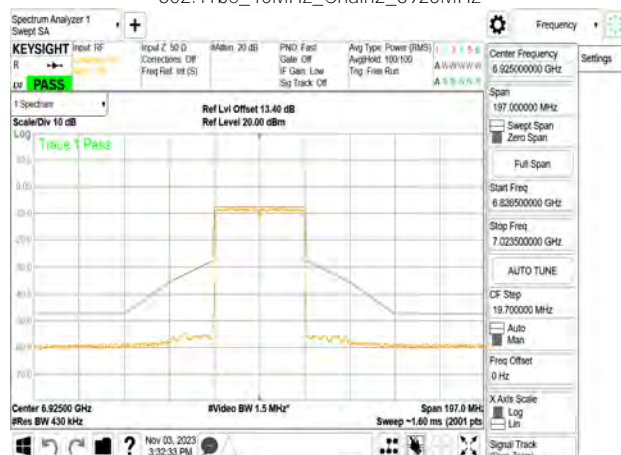 Spectrum Analyzer 1
Swept SA
+
Frequency
Settings
KEYSIGHT
Input: RF
Input Z: 50 Ω
#Atten: 20 dB
PNO: Fast
Avg Type: Power (RMS)
R
Corrections: Off
Gate: Off
Avg|Hold: 100/100
Freq Ref: Int (S)
IF Gain: Low
Trig: Free Run
Sig Track: Off
PASS
1 Spectrum
Ref Lvl Offset 13.40 dB
Scale/Div 10 dB
Ref Level 20.00 dBm
Log
Trace 1 Pass
Center Frequency
6.925000000 GHz
Span
197.000000 MHz
Swept Span
Zero Span
Full Span
Start Freq
6.826500000 GHz
Stop Freq
7.023500000 GHz
AUTO TUNE
CF Step
19.700000 MHz
Auto
Man
Freq Offset
0 Hz
X Axis Scale
Log
Lin
Signal Track
Center 6.92500 GHz
#Video BW 1.5 MHz*
Span 197.0 MHz
#Res BW 430 kHz
Sweep ~1.60 ms (2001 pts
Nov 03, 2023
3:32:33 PM
?